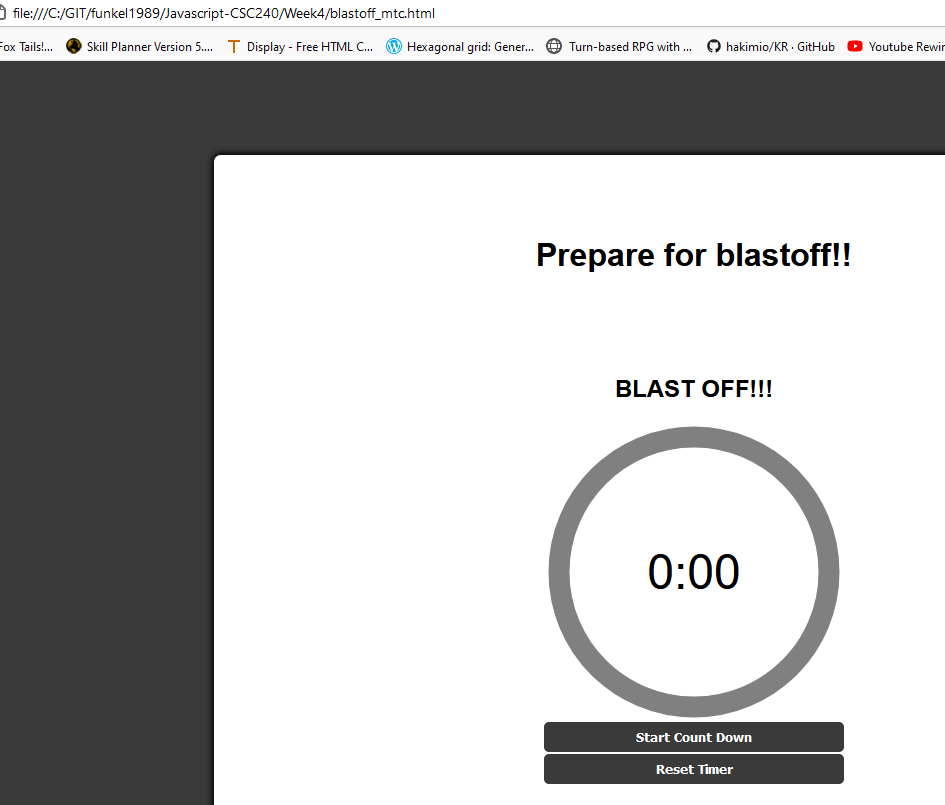 file:///C:/GIT/funkel1989/Javascript-CSC240/Week4/blastoff_mtc.html
Fox Tails!... Skill Planner Version 5.... Display - Free HTML C... Hexagonal grid: Gener... Turn-based RPG with ... hakimio/KR · GitHub Youtube Rewin
Prepare for blastoff!!
BLAST OFF!!!
0:00
Start Count Down
Reset Timer